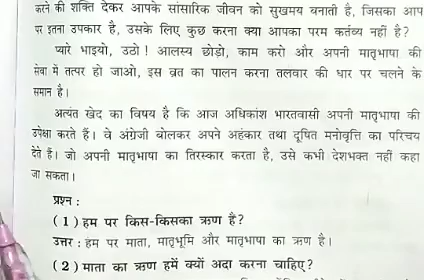 करने की शक्ति देकर आपके सांसारिक जीवन को सुखमय बनाती है, जिसका आप
पर इतना उपकार है, उसके लिए कुछ करना क्या आपका परम कर्तव्य नहीं है?
प्यारे भाइयो, उठो ! आलस्य छोड़ो, काम करो और अपनी मातृभाषा की
सेवा में तत्पर हो जाओ, इस व्रत का पालन करना तलवार की धार पर चलने के
समान है।
अत्यंत खेद का विषय है कि आज अधिकांश भारतवासी अपनी मातृभाषा की
उपेक्षा करते हैं। वे अंग्रेजी बोलकर अपने अहंकार तथा दूषित मनोवृत्ति का परिचय
देते हैं। जो अपनी मातृभाषा का तिरस्कार करता है, उसे कभी देशभक्त नहीं कहा
जा सकता।
प्रश्न :
( 1 ) हम पर किस-किसका ऋण है?
उत्तर : हम पर माता, मातृभूमि और मातृभाषा का ऋण है।
( 2 ) माता का ऋण हमें क्यों अदा करना चाहिए?